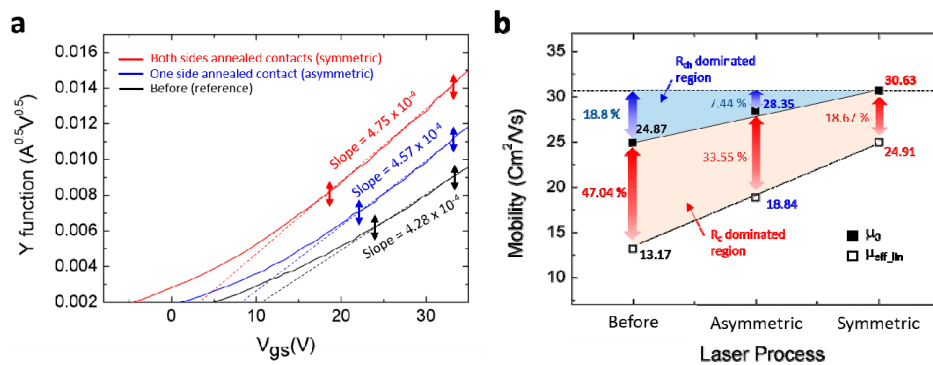 a
Y function (A^0.5V^0.5)
0.016
0.014
0.012
0.010
0.008
0.006
0.004
0.002
Both sides annealed contacts (symmetric)
One side annealed contact (asymmetric)
Before (reference)
Slope = 4.75 x 10^-4
Slope = 4.57 x 10^-4
Slope = 4.28 x 10^-4
0 10 20 30
Vgs(V)
b
Mobility (Cm²/Vs)
35
30
25
20
15
10
Rch dominated
region
30.63
18.8 %
7.44 %
28.35
18.67 %
24.87
33.55 %
24.91
47.04 %
18.84
Rc dominated
region
13.17
μ0
μeff_lin
Before Asymmetric Symmetric
Laser Process